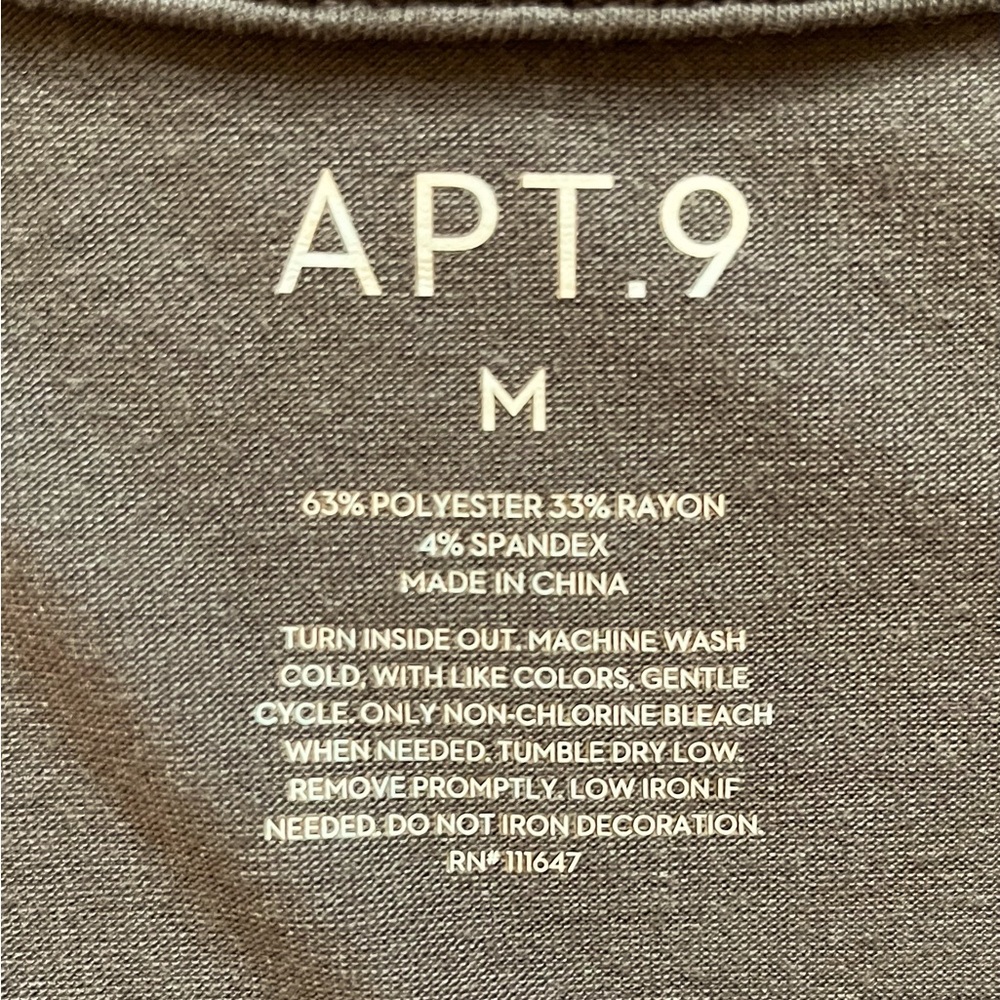 APT.9
M
63% POLYESTER 33% RAYON
4% SPANDEX
MADE IN CHINA
TURN INSIDE OUT. MACHINE WASH
COLD, WITH LIKE COLORS, GENTLE
CYCLE. ONLY NON-CHLORINE BLEACH
WHEN NEEDED. TUMBLE DRY LOW.
REMOVE PROMPTLY. LOW IRON IF
NEEDED. DO NOT IRON DECORATION.
RN# 111647